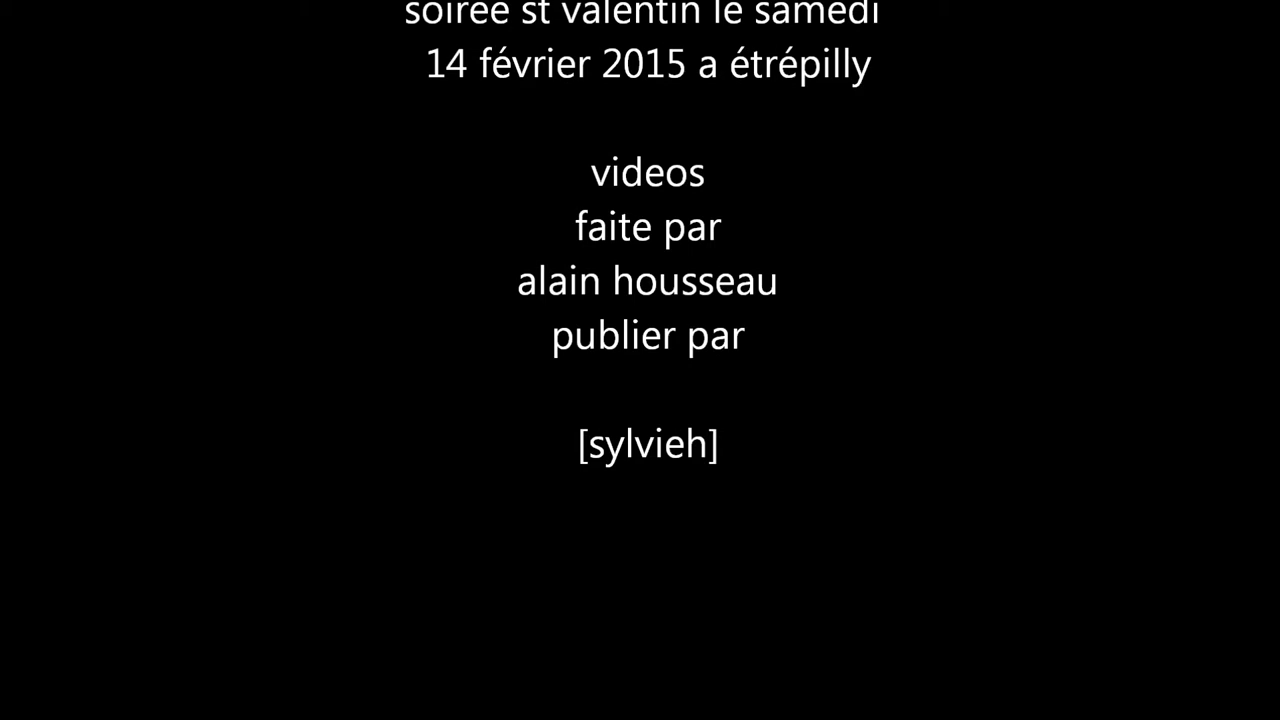 soirée st valentin le samedi
14 février 2015 a étrépilly
videos
faite par
alain housseau
publier par
[sylvieh]